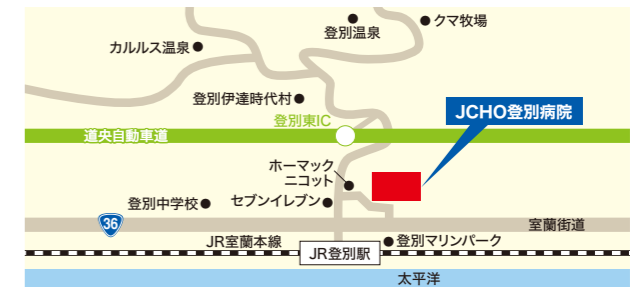 クマ牧場
登別温泉
カルルス温泉
登別伊達時代村
JCHO登別病院
登別東IC
道央自動車道
ホーマック
ニコット
登別中学校
セブンイレブン
36
室蘭街道
JR室蘭本線
JR登別駅
登別マリンパーク
太平洋